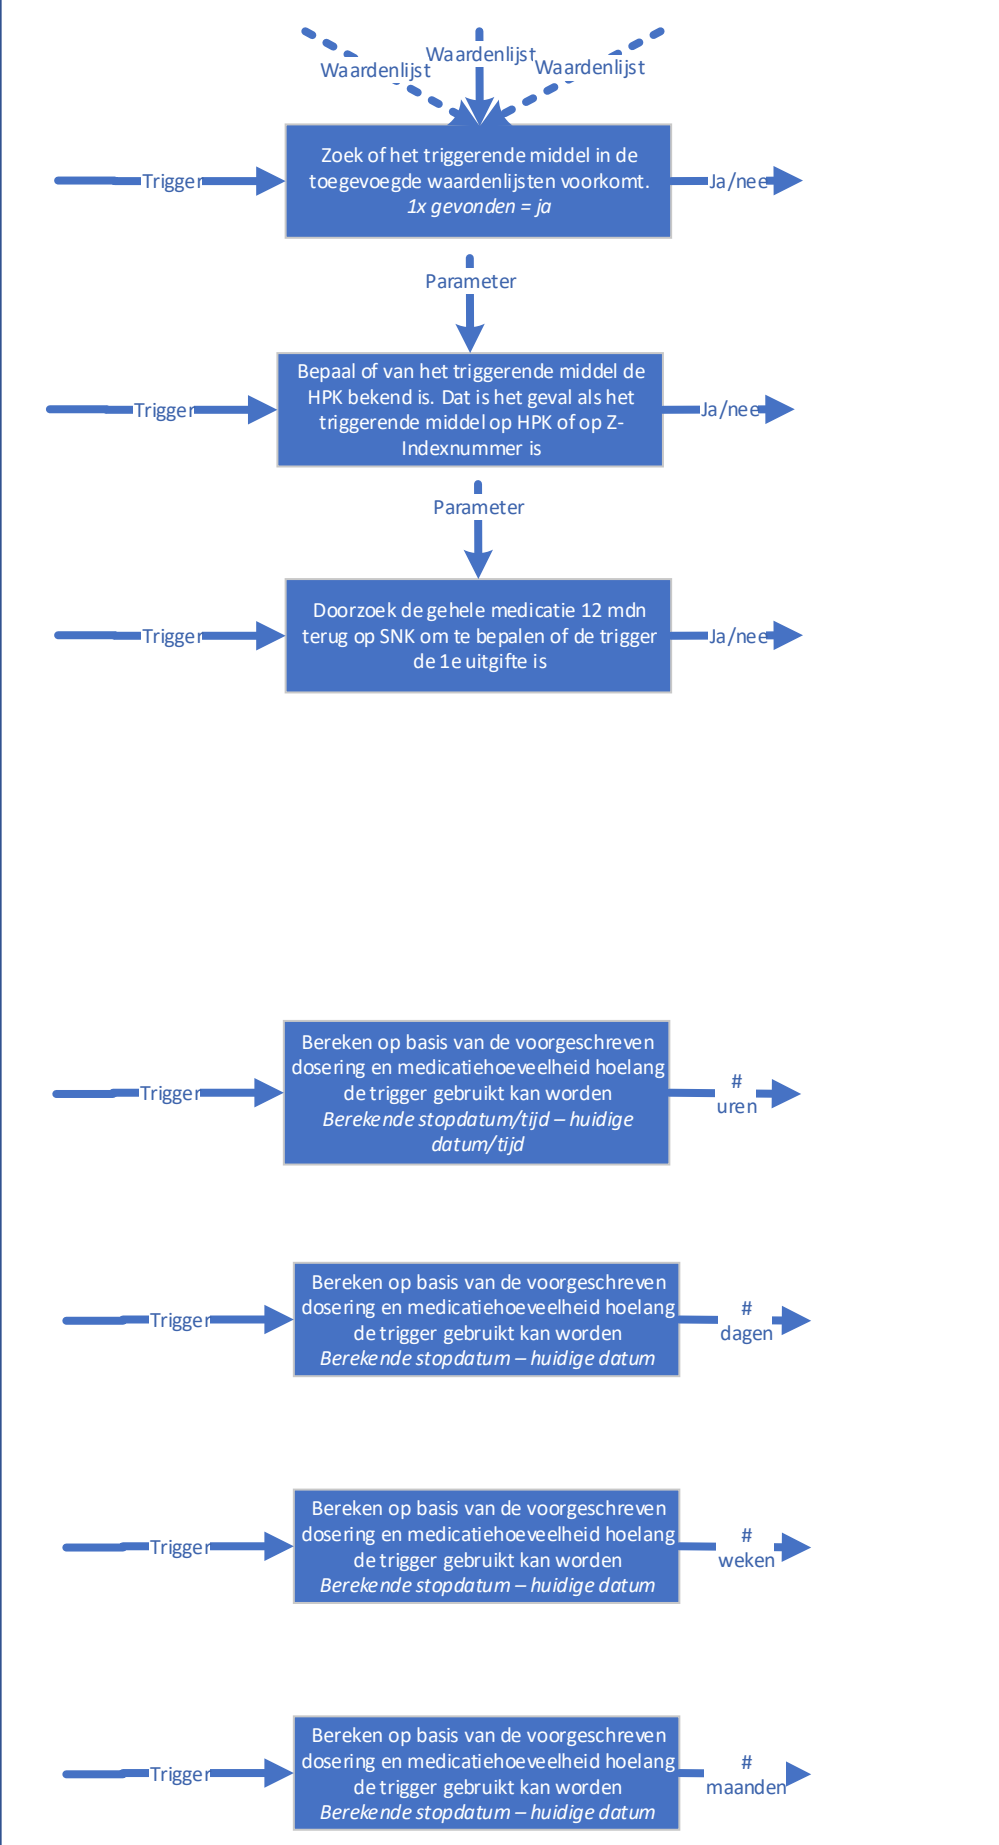 Waardenlijst
Waardenlijst
Waardenlijst
Zoek of het triggerende middel in de
toegevoegde waardenlijsten voorkomt.
1x gevonden = ja
Trigger
Ja/nee
Parameter
Bepaal of van het triggerende middel de
HPK bekend is. Dat is het geval als het
triggerende middel op HPK of op Z-
Indexnummer is
Trigger
Ja/nee
Parameter
Doorzoek de gehele medicatie 12 mdn
terug op SNK om te bepalen of de trigger
de 1e uitgifte is
Trigger
Ja/nee
Bereken op basis van de voorgeschreven
dosering en medicatiehoeveelheid hoelang
de trigger gebruikt kan worden
Berekende stopdatum/tijd – huidige
datum/tijd
Trigger
#
uren
Bereken op basis van de voorgeschreven
dosering en medicatiehoeveelheid hoelang
de trigger gebruikt kan worden
Berekende stopdatum – huidige datum
Trigger
#
dagen
Bereken op basis van de voorgeschreven
dosering en medicatiehoeveelheid hoelang
de trigger gebruikt kan worden
Berekende stopdatum – huidige datum
Trigger
#
weken
Bereken op basis van de voorgeschreven
dosering en medicatiehoeveelheid hoelang
de trigger gebruikt kan worden
Berekende stopdatum – huidige datum
Trigger
#
maanden